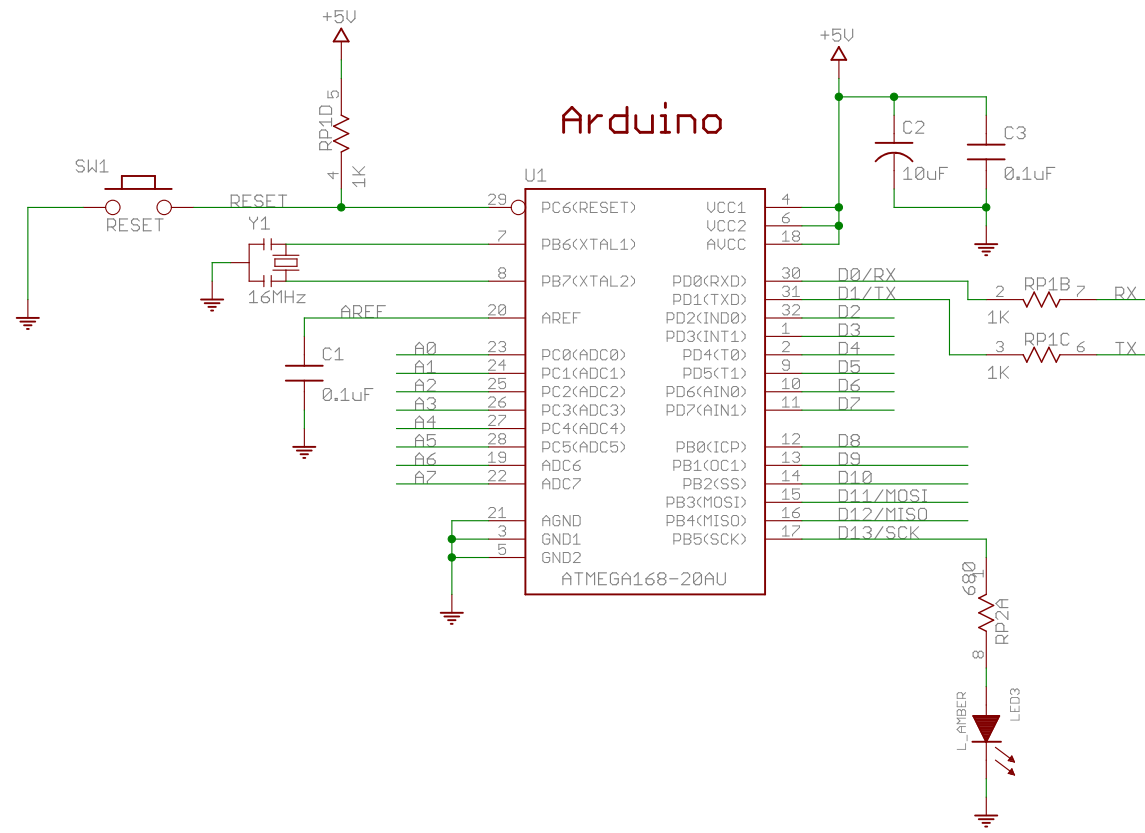 +5V
+5V
Arduino
5
RP1D
4
1K
C2
10uF
C3
0.1uF
SW1
RESET
RESET
U1
29 PC6(RESET)
VCC1 4
VCC2 6
AVCC 18
Y1
16MHz
7 PB6(XTAL1)
8 PB7(XTAL2)
AREF
20 AREF
C1
0.1uF
A0 23 PC0(ADC0)
A1 24 PC1(ADC1)
A2 25 PC2(ADC2)
A3 26 PC3(ADC3)
A4 27 PC4(ADC4)
A5 28 PC5(ADC5)
A6 19 ADC6
A7 22 ADC7
21 AGND
3 GND1
5 GND2
PD0(RXD) 30 D0/RX
PD1(TXD) 31 D1/TX
PD2(IND0) 32 D2
PD3(INT1) 1 D3
PD4(T0) 2 D4
PD5(T1) 9 D5
PD6(AIN0) 10 D6
PD7(AIN1) 11 D7
PB0(ICP) 12 D8
PB1(OC1) 13 D9
PB2(SS) 14 D10
PB3(MOSI) 15 D11/MOSI
PB4(MISO) 16 D12/MISO
PB5(SCK) 17 D13/SCK
ATMEGA168-20AU
2 RP1B 7 RX
1K
3 RP1C 6 TX
1K
680
1
RP2A
8
L_AMBER
LED3